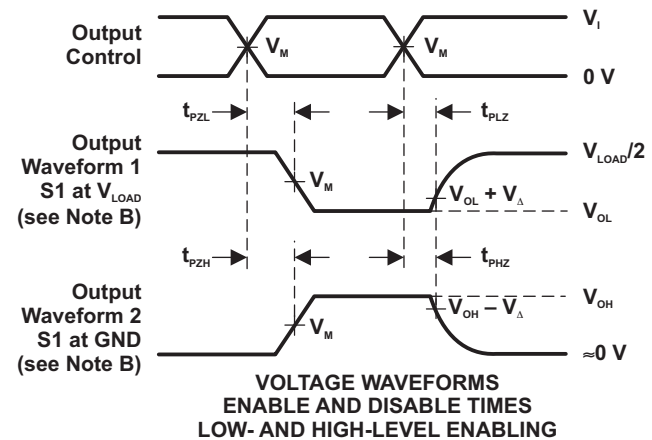 Output
Control
V_M
V_M
V_I
0 V
t_PZL
t_PLZ
Output
Waveform 1
S1 at V_LOAD
(see Note B)
V_M
V_OL + V_Δ
V_LOAD/2
V_OL
t_PZH
t_PHZ
Output
Waveform 2
S1 at GND
(see Note B)
V_M
V_OH – V_Δ
V_OH
≈0 V
VOLTAGE WAVEFORMS
ENABLE AND DISABLE TIMES
LOW- AND HIGH-LEVEL ENABLING